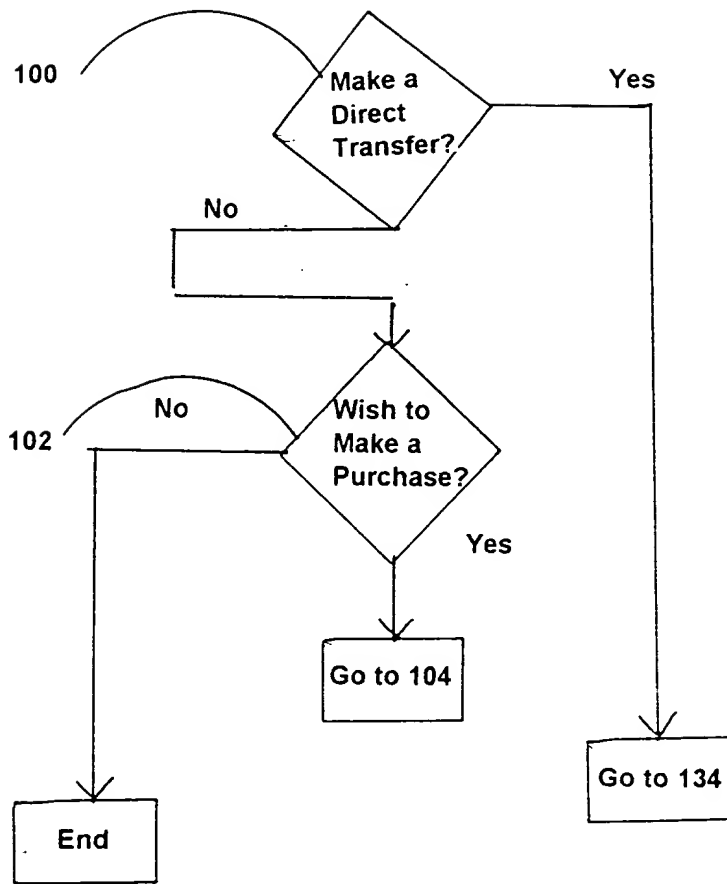 100
Make a
Direct
Transfer?
Yes
No
102
No
Wish to
Make a
Purchase?
Yes
Go to 104
Go to 134
End